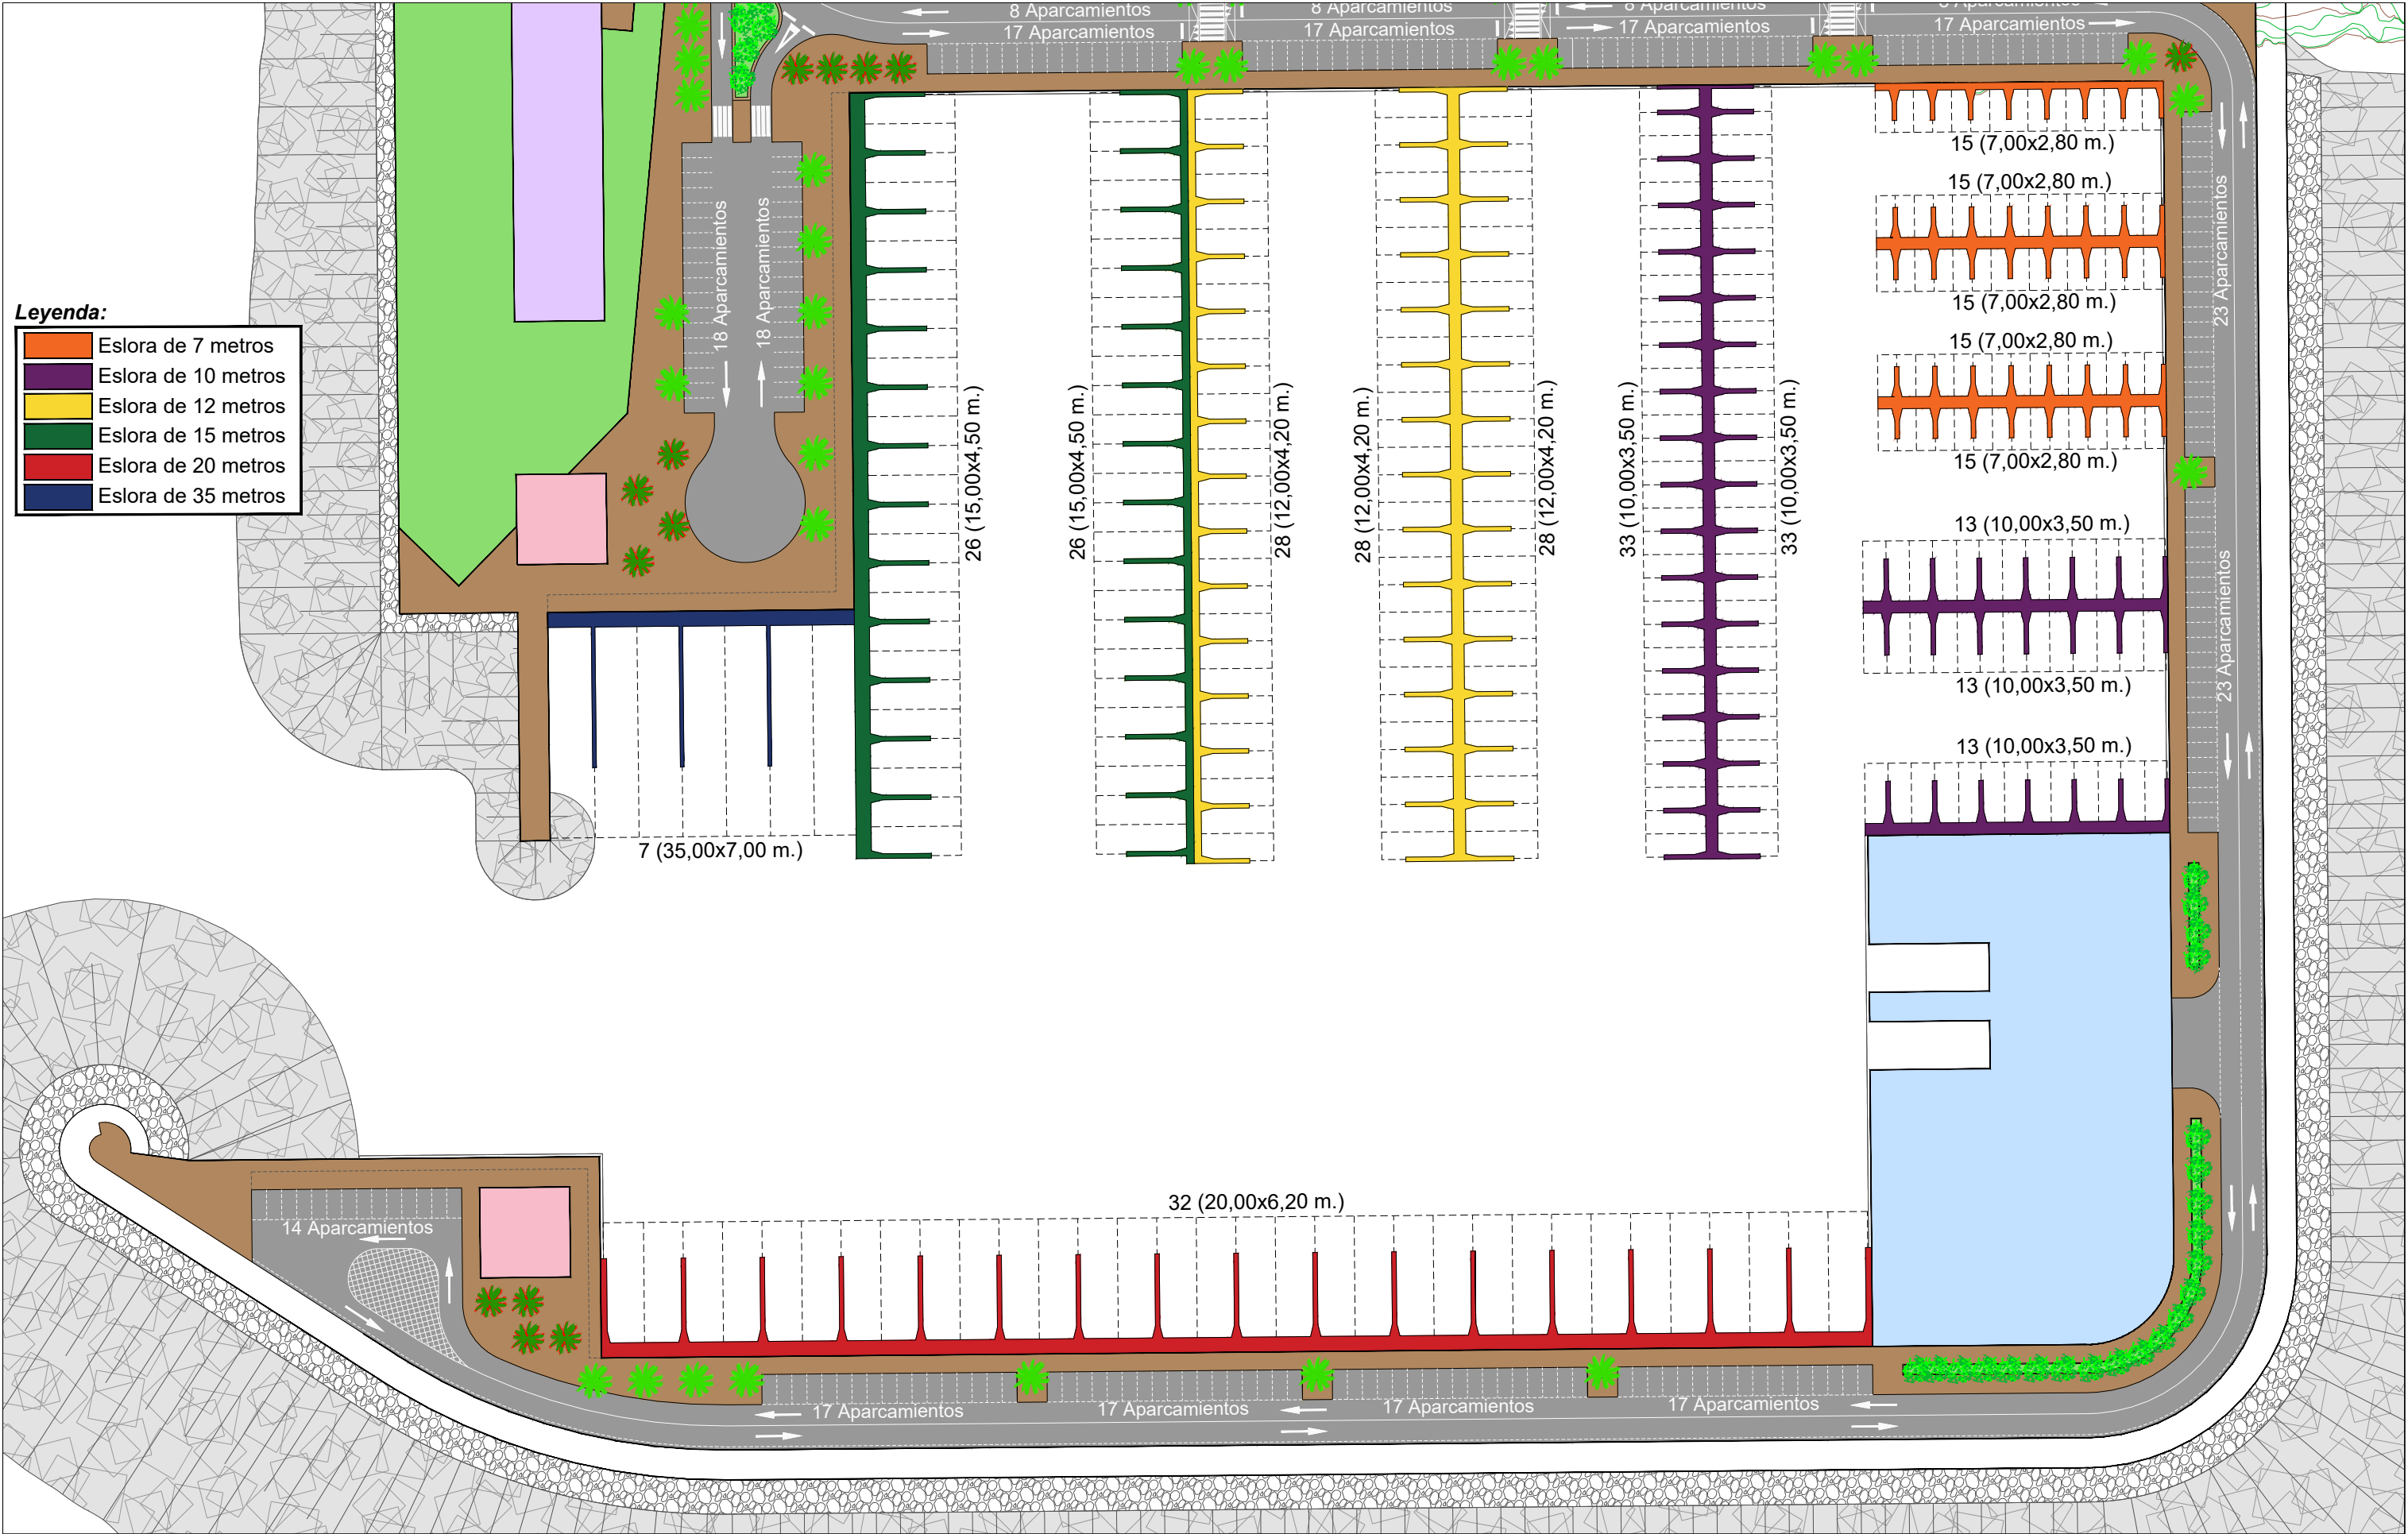 8 Aparcamientos
8 Aparcamientos
8 Aparcamientos
8 Aparcamientos
17 Aparcamientos
17 Aparcamientos
17 Aparcamientos
17 Aparcamientos
15 (7,00x2,80 m.)
15 (7,00x2,80 m.)
15 (7,00x2,80 m.)
15 (7,00x2,80 m.)
15 (7,00x2,80 m.)
18 Aparcamientos
18 Aparcamientos
23 Aparcamientos
23 Aparcamientos
Leyenda:
Eslora de 7 metros
Eslora de 10 metros
Eslora de 12 metros
Eslora de 15 metros
Eslora de 20 metros
Eslora de 35 metros
26 (15,00x4,50 m.)
26 (15,00x4,50 m.)
28 (12,00x4,20 m.)
28 (12,00x4,20 m.)
28 (12,00x4,20 m.)
33 (10,00x3,50 m.)
33 (10,00x3,50 m.)
13 (10,00x3,50 m.)
13 (10,00x3,50 m.)
13 (10,00x3,50 m.)
7 (35,00x7,00 m.)
32 (20,00x6,20 m.)
14 Aparcamientos
17 Aparcamientos
17 Aparcamientos
17 Aparcamientos
17 Aparcamientos